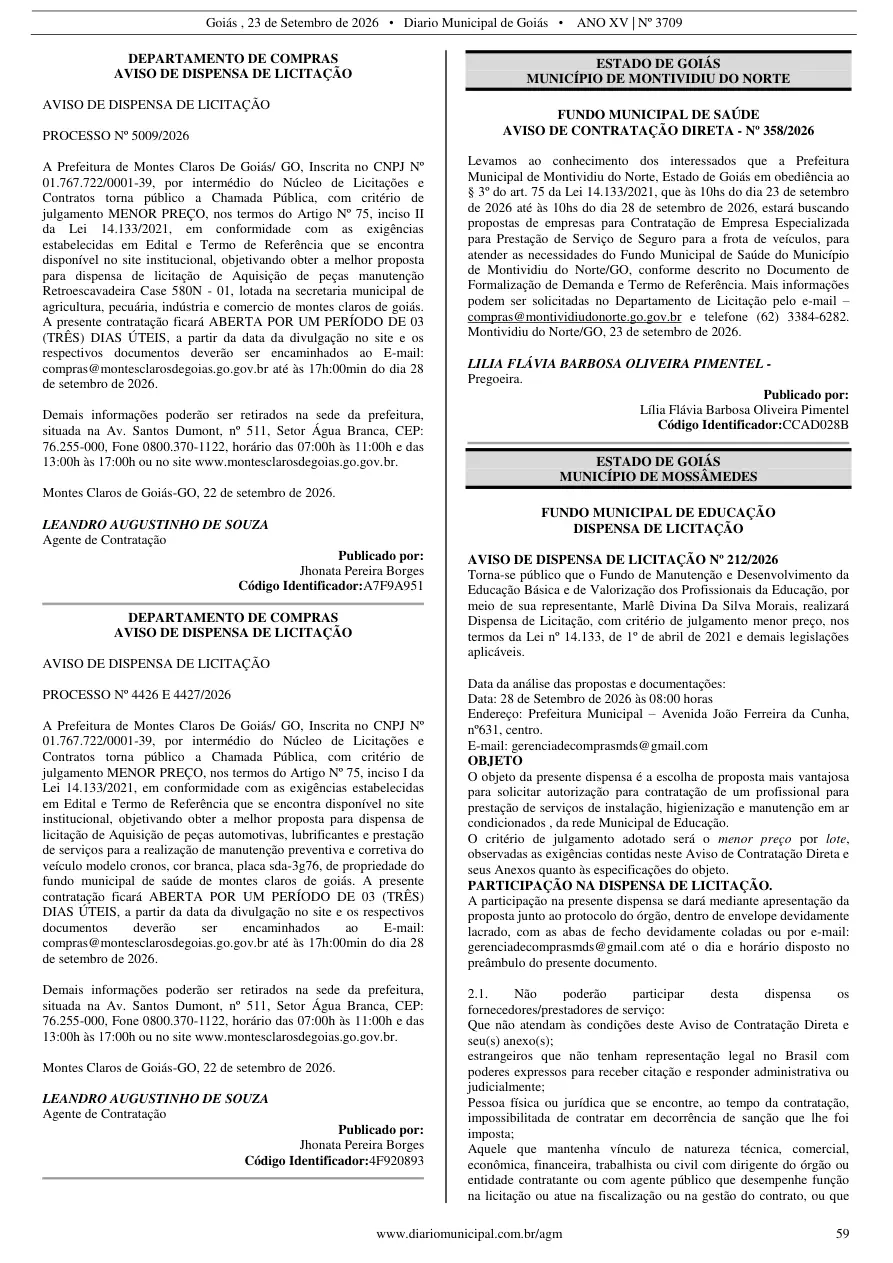 Goiás , 23 de Setembro de 2026 • Diario Municipal de Goiás • ANO XV | Nº 3709
DEPARTAMENTO DE COMPRAS
AVISO DE DISPENSA DE LICITAÇÃO
AVISO DE DISPENSA DE LICITAÇÃO
PROCESSO Nº 5009/2026
A Prefeitura de Montes Claros De Goiás/ GO, Inscrita no CNPJ Nº
01.767.722/0001-39, por intermédio do Núcleo de Licitações e
Contratos torna público a Chamada Pública, com critério de
julgamento MENOR PREÇO, nos termos do Artigo Nº 75, inciso II
da Lei 14.133/2021, em conformidade com as exigências
estabelecidas em Edital e Termo de Referência que se encontra
disponível no site institucional, objetivando obter a melhor proposta
para dispensa de licitação de Aquisição de peças manutenção
Retroescavadeira Case 580N - 01, lotada na secretaria municipal de
agricultura, pecuária, indústria e comercio de montes claros de goiás.
A presente contratação ficará ABERTA POR UM PERÍODO DE 03
(TRÊS) DIAS ÚTEIS, a partir da data da divulgação no site e os
respectivos documentos deverão ser encaminhados ao E-mail:
compras@montesclarosdegoias.go.gov.br até às 17h:00min do dia 28
de setembro de 2026.
Demais informações poderão ser retirados na sede da prefeitura,
situada na Av. Santos Dumont, nº 511, Setor Água Branca, CEP:
76.255-000, Fone 0800.370-1122, horário das 07:00h às 11:00h e das
13:00h às 17:00h ou no site www.montesclarosdegoias.go.gov.br.
Montes Claros de Goiás-GO, 22 de setembro de 2026.
LEANDRO AUGUSTINHO DE SOUZA
Agente de Contratação
Publicado por:
Jhonata Pereira Borges
Código Identificador:A7F9A951
DEPARTAMENTO DE COMPRAS
AVISO DE DISPENSA DE LICITAÇÃO
AVISO DE DISPENSA DE LICITAÇÃO
PROCESSO Nº 4426 E 4427/2026
A Prefeitura de Montes Claros De Goiás/ GO, Inscrita no CNPJ Nº
01.767.722/0001-39, por intermédio do Núcleo de Licitações e
Contratos torna público a Chamada Pública, com critério de
julgamento MENOR PREÇO, nos termos do Artigo Nº 75, inciso I da
Lei 14.133/2021, em conformidade com as exigências estabelecidas
em Edital e Termo de Referência que se encontra disponível no site
institucional, objetivando obter a melhor proposta para dispensa de
licitação de Aquisição de peças automotivas, lubrificantes e prestação
de serviços para a realização de manutenção preventiva e corretiva do
veículo modelo cronos, cor branca, placa sda-3g76, de propriedade do
fundo municipal de saúde de montes claros de goiás. A presente
contratação ficará ABERTA POR UM PERÍODO DE 03 (TRÊS)
DIAS ÚTEIS, a partir da data da divulgação no site e os respectivos
documentos deverão ser encaminhados ao E-mail:
compras@montesclarosdegoias.go.gov.br até às 17h:00min do dia 28
de setembro de 2026.
Demais informações poderão ser retirados na sede da prefeitura,
situada na Av. Santos Dumont, nº 511, Setor Água Branca, CEP:
76.255-000, Fone 0800.370-1122, horário das 07:00h às 11:00h e das
13:00h às 17:00h ou no site www.montesclarosdegoias.go.gov.br.
Montes Claros de Goiás-GO, 22 de setembro de 2026.
LEANDRO AUGUSTINHO DE SOUZA
Agente de Contratação
Publicado por:
Jhonata Pereira Borges
Código Identificador:4F920893
ESTADO DE GOIÁS
MUNICÍPIO DE MONTIVIDIU DO NORTE
FUNDO MUNICIPAL DE SAÚDE
AVISO DE CONTRATAÇÃO DIRETA - Nº 358/2026
Levamos ao conhecimento dos interessados que a Prefeitura
Municipal de Montividiu do Norte, Estado de Goiás em obediência ao
§ 3º do art. 75 da Lei 14.133/2021, que às 10hs do dia 23 de setembro
de 2026 até às 10hs do dia 28 de setembro de 2026, estará buscando
propostas de empresas para Contratação de Empresa Especializada
para Prestação de Serviço de Seguro para a frota de veículos, para
atender as necesidades do Fundo Municipal de Saúde do Município
de Montividiu do Norte/GO, conforme descrito no Documento de
Formalização de Demanda e Termo de Referência. Mais informações
podem ser solicitadas no Departamento de Licitação pelo e-mail –
compras@montividiudonorte.go.gov.br e telefone (62) 3384-6282.
Montividiu do Norte/GO, 23 de setembro de 2026.
LILIA FLÁVIA BARBOSA OLIVEIRA PIMENTEL -
Pregoeira.
Publicado por:
Lília Flávia Barbosa Oliveira Pimentel
Código Identificador:CCAD028B
ESTADO DE GOIÁS
MUNICÍPIO DE MOSSÂMEDES
FUNDO MUNICIPAL DE EDUCAÇÃO
DISPENSA DE LICITAÇÃO
AVISO DE DISPENSA DE LICITAÇÃO Nº 212/2026
Torna-se público que o Fundo de Manutenção e Desenvolvimento da
Educação Básica e de Valorização dos Profissionais da Educação, por
meio de sua representante, Marlê Divina Da Silva Morais, realizará
Dispensa de Licitação, com critério de julgamento menor preço, nos
termos da Lei nº 14.133, de 1º de abril de 2021 e demais legislações
aplicáveis.
Data da análise das propostas e documentações:
Data: 28 de Setembro de 2026 às 08:00 horas
Endereço: Prefeitura Municipal – Avenida João Ferreira da Cunha,
nº631, centro.
E-mail: gerenciadecomprasmds@gmail.com
OBJETO
O objeto da presente dispensa é a escolha de proposta mais vantajosa
para solicitar autorização para contratação de um profissional para
prestação de serviços de instalação, higienização e manutenção em ar
condicionados , da rede Municipal de Educação.
O critério de julgamento adotado será o menor preço por lote,
observadas as exigências contidas neste Aviso de Contratação Direta e
seus Anexos quanto às especificações do objeto.
PARTICIPAÇÃO NA DISPENSA DE LICITAÇÃO.
A participação na presente dispensa se dará mediante apresentação da
proposta junto ao protocolo do órgão, dentro de envelope devidamente
lacrado, com as abas de fecho devidamente coladas ou por e-mail:
gerenciadecomprasmds@gmail.com até o dia e horário disposto no
preâmbulo do presente documento.
2.1. Não poderão participar desta dispensa os
fornecedores/prestadores de serviço:
Que não atendam às condições deste Aviso de Contratação Direta e
seu(s) anexo(s);
estrangeiros que não tenham representação legal no Brasil com
poderes expressos para receber citação e responder administrativa ou
judicialmente;
Pessoa física ou jurídica que se encontre, ao tempo da contratação,
impossibilitada de contratar em decorrência de sanção que lhe foi
imposta;
Aquele que mantenha vínculo de natureza técnica, comercial,
econômica, financeira, trabalhista ou civil com dirigente do órgão ou
entidade contratante ou com agente público que desempenhe função
na licitação ou atue na fiscalização ou na gestão do contrato, ou que
www.diariomunicipal.com.br/agm
59